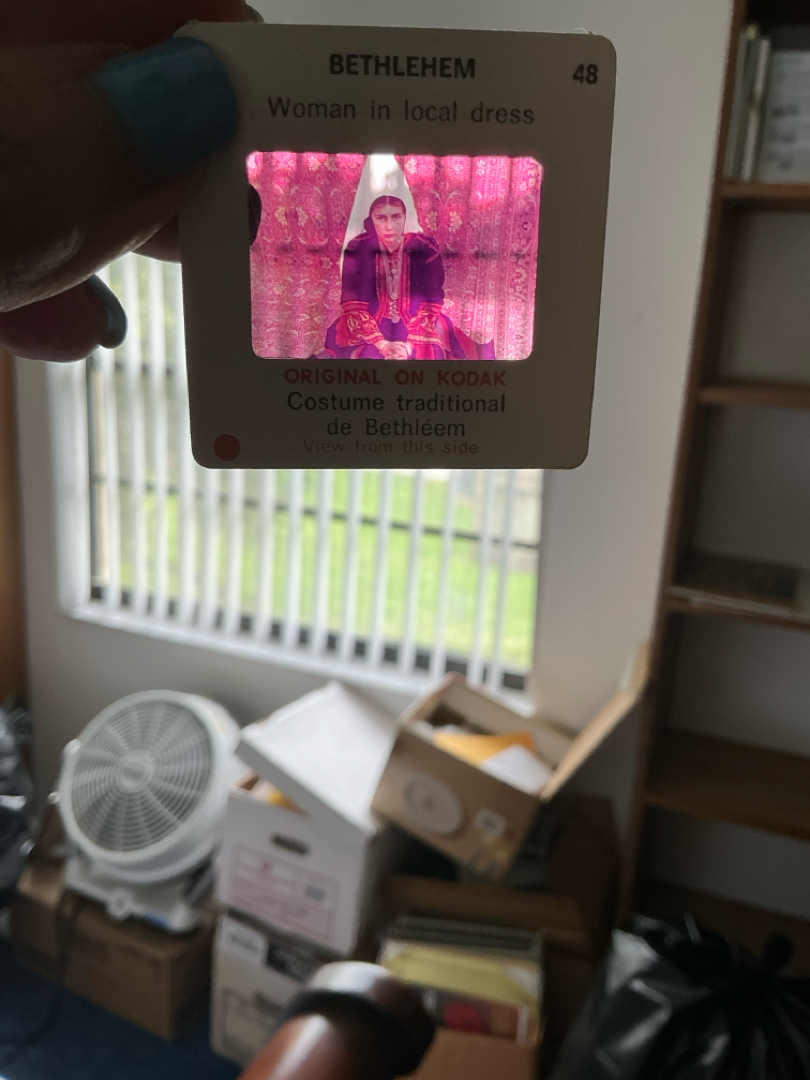 BETHLEHEM
48
Woman in local dress
ORIGINAL ON KODAK
Costume traditional
de Bethléem
View from this side